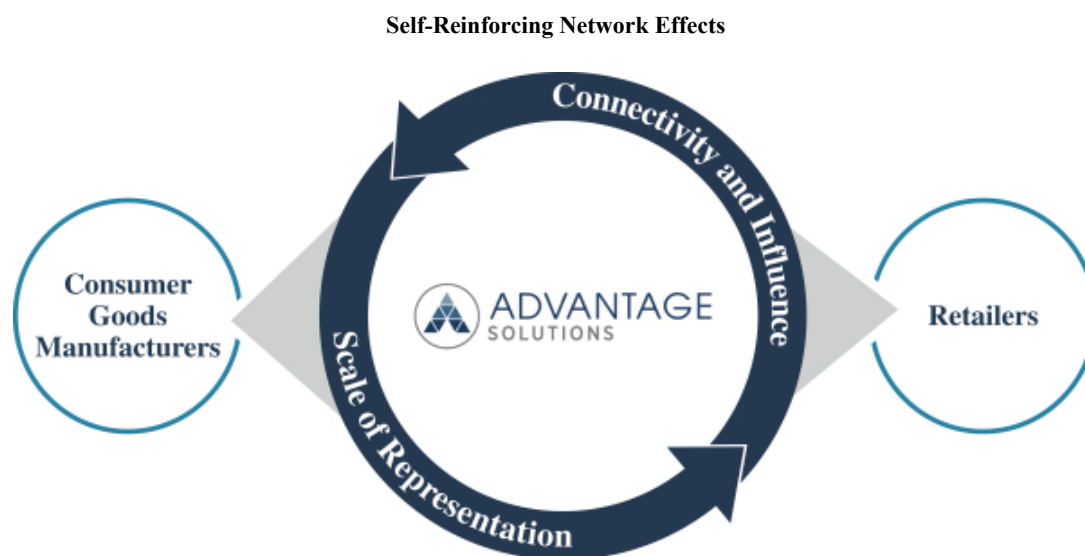 Self-Reinforcing Network Effects
Connectivity and Influence
Consumer
Goods
Manufacturers
ADVANTAGE
SOLUTIONS
Retailers
Scale of Representation